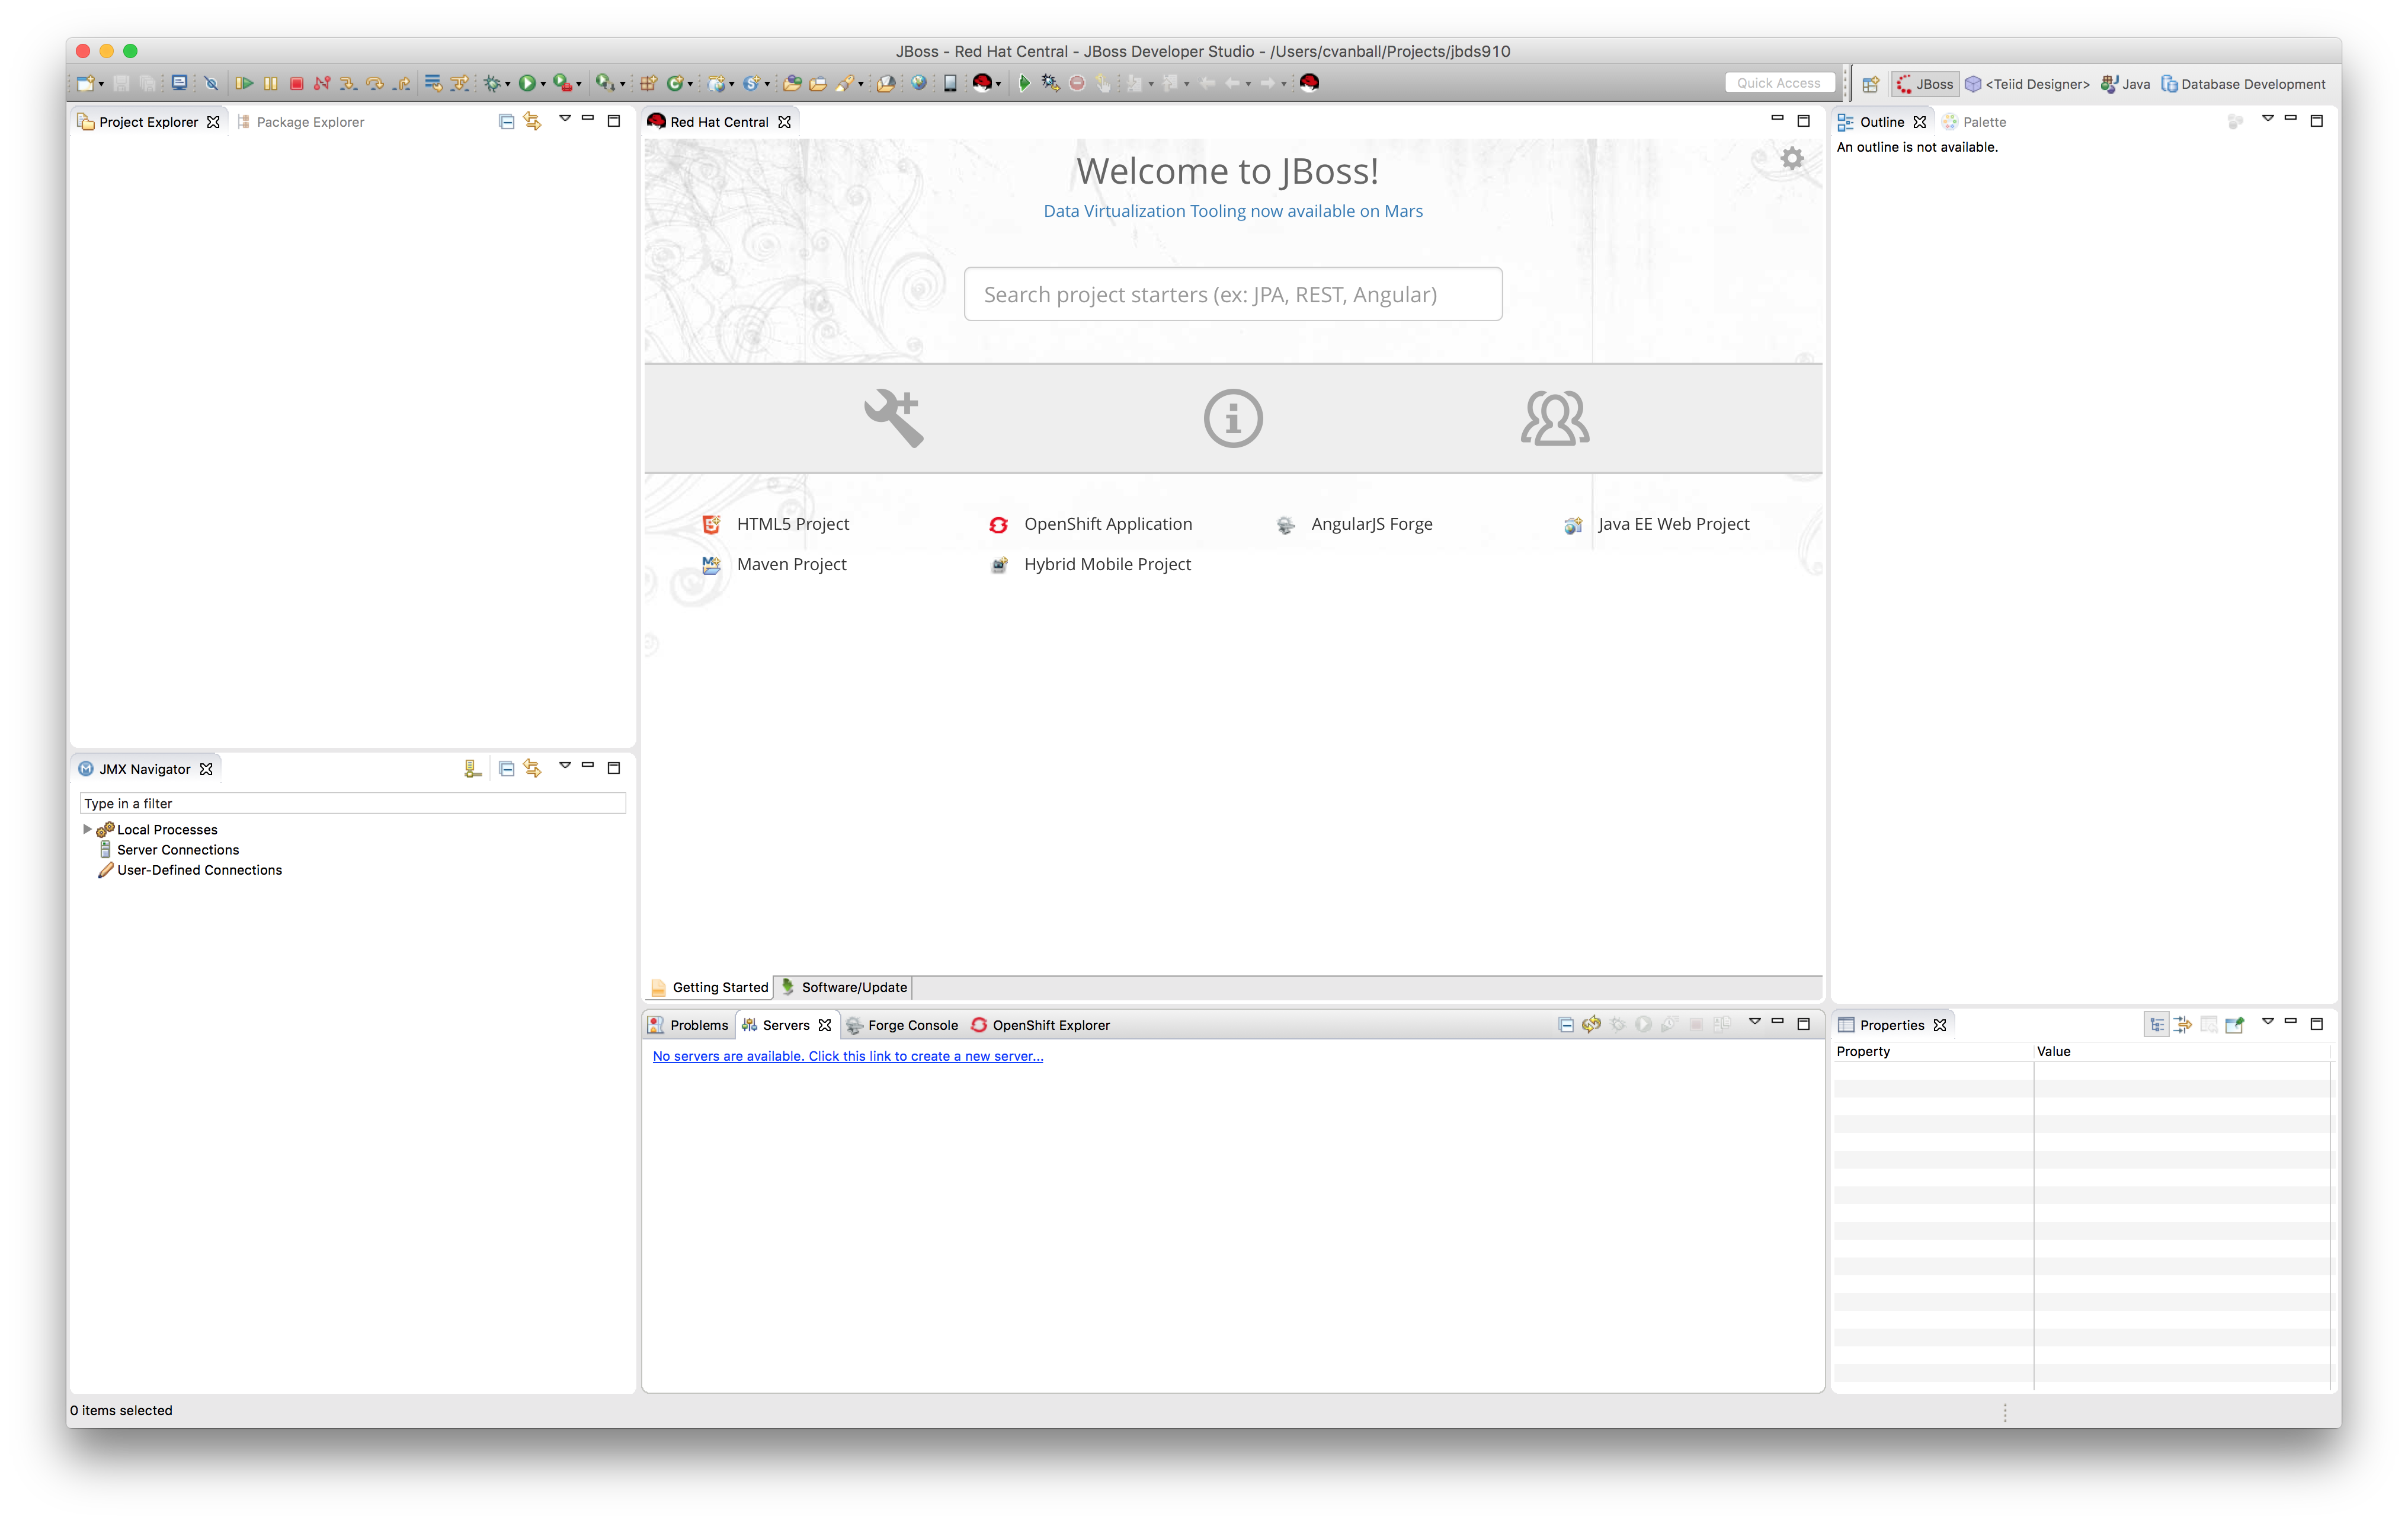 JBoss - Red Hat Central - JBoss Developer Studio - /Users/cvanball/Projects/jbds910
Quick Access
JBoss
<Teiid Designer>
Java
Database Development
Project Explorer
Package Explorer
Red Hat Central
Outline
Palette
An outline is not available.
Welcome to JBoss!
Data Virtualization Tooling now available on Mars
Search project starters (ex: JPA, REST, Angular)
HTML5 Project
OpenShift Application
AngularJS Forge
Java EE Web Project
Maven Project
Hybrid Mobile Project
JMX Navigator
Type in a filter
Local Processes
Server Connections
User-Defined Connections
Getting Started
Software/Update
Problems
Servers
Forge Console
OpenShift Explorer
No servers are available. Click this link to create a new server...
Properties
Property
Value
0 items selected